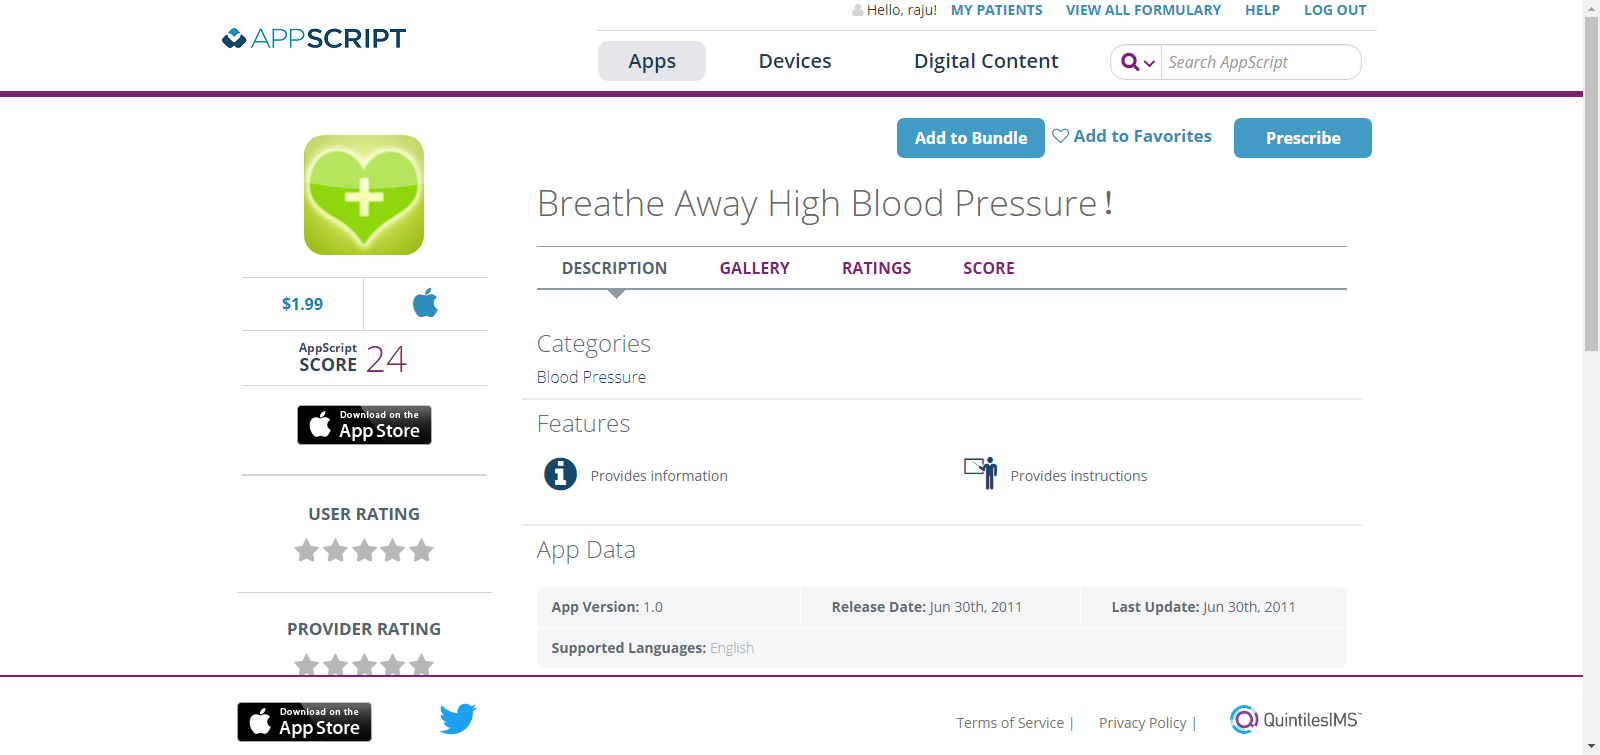 Hello, raju! MY PATIENTS VIEW ALL FORMULARY HELP LOG OUT
APPSCRIPT
Apps Devices Digital Content Search AppScript
Add to Bundle Add to Favorites Prescribe
Breathe Away High Blood Pressure!
DESCRIPTION GALLERY RATINGS SCORE
$1.99
AppScript
SCORE 24
Download on the
App Store
USER RATING
PROVIDER RATING
Categories
Blood Pressure
Features
Provides information Provides instructions
App Data
App Version: 1.0 Release Date: Jun 30th, 2011 Last Update: Jun 30th, 2011
Supported Languages: English
Download on the
App Store
Terms of Service | Privacy Policy | QuintilesIMS™